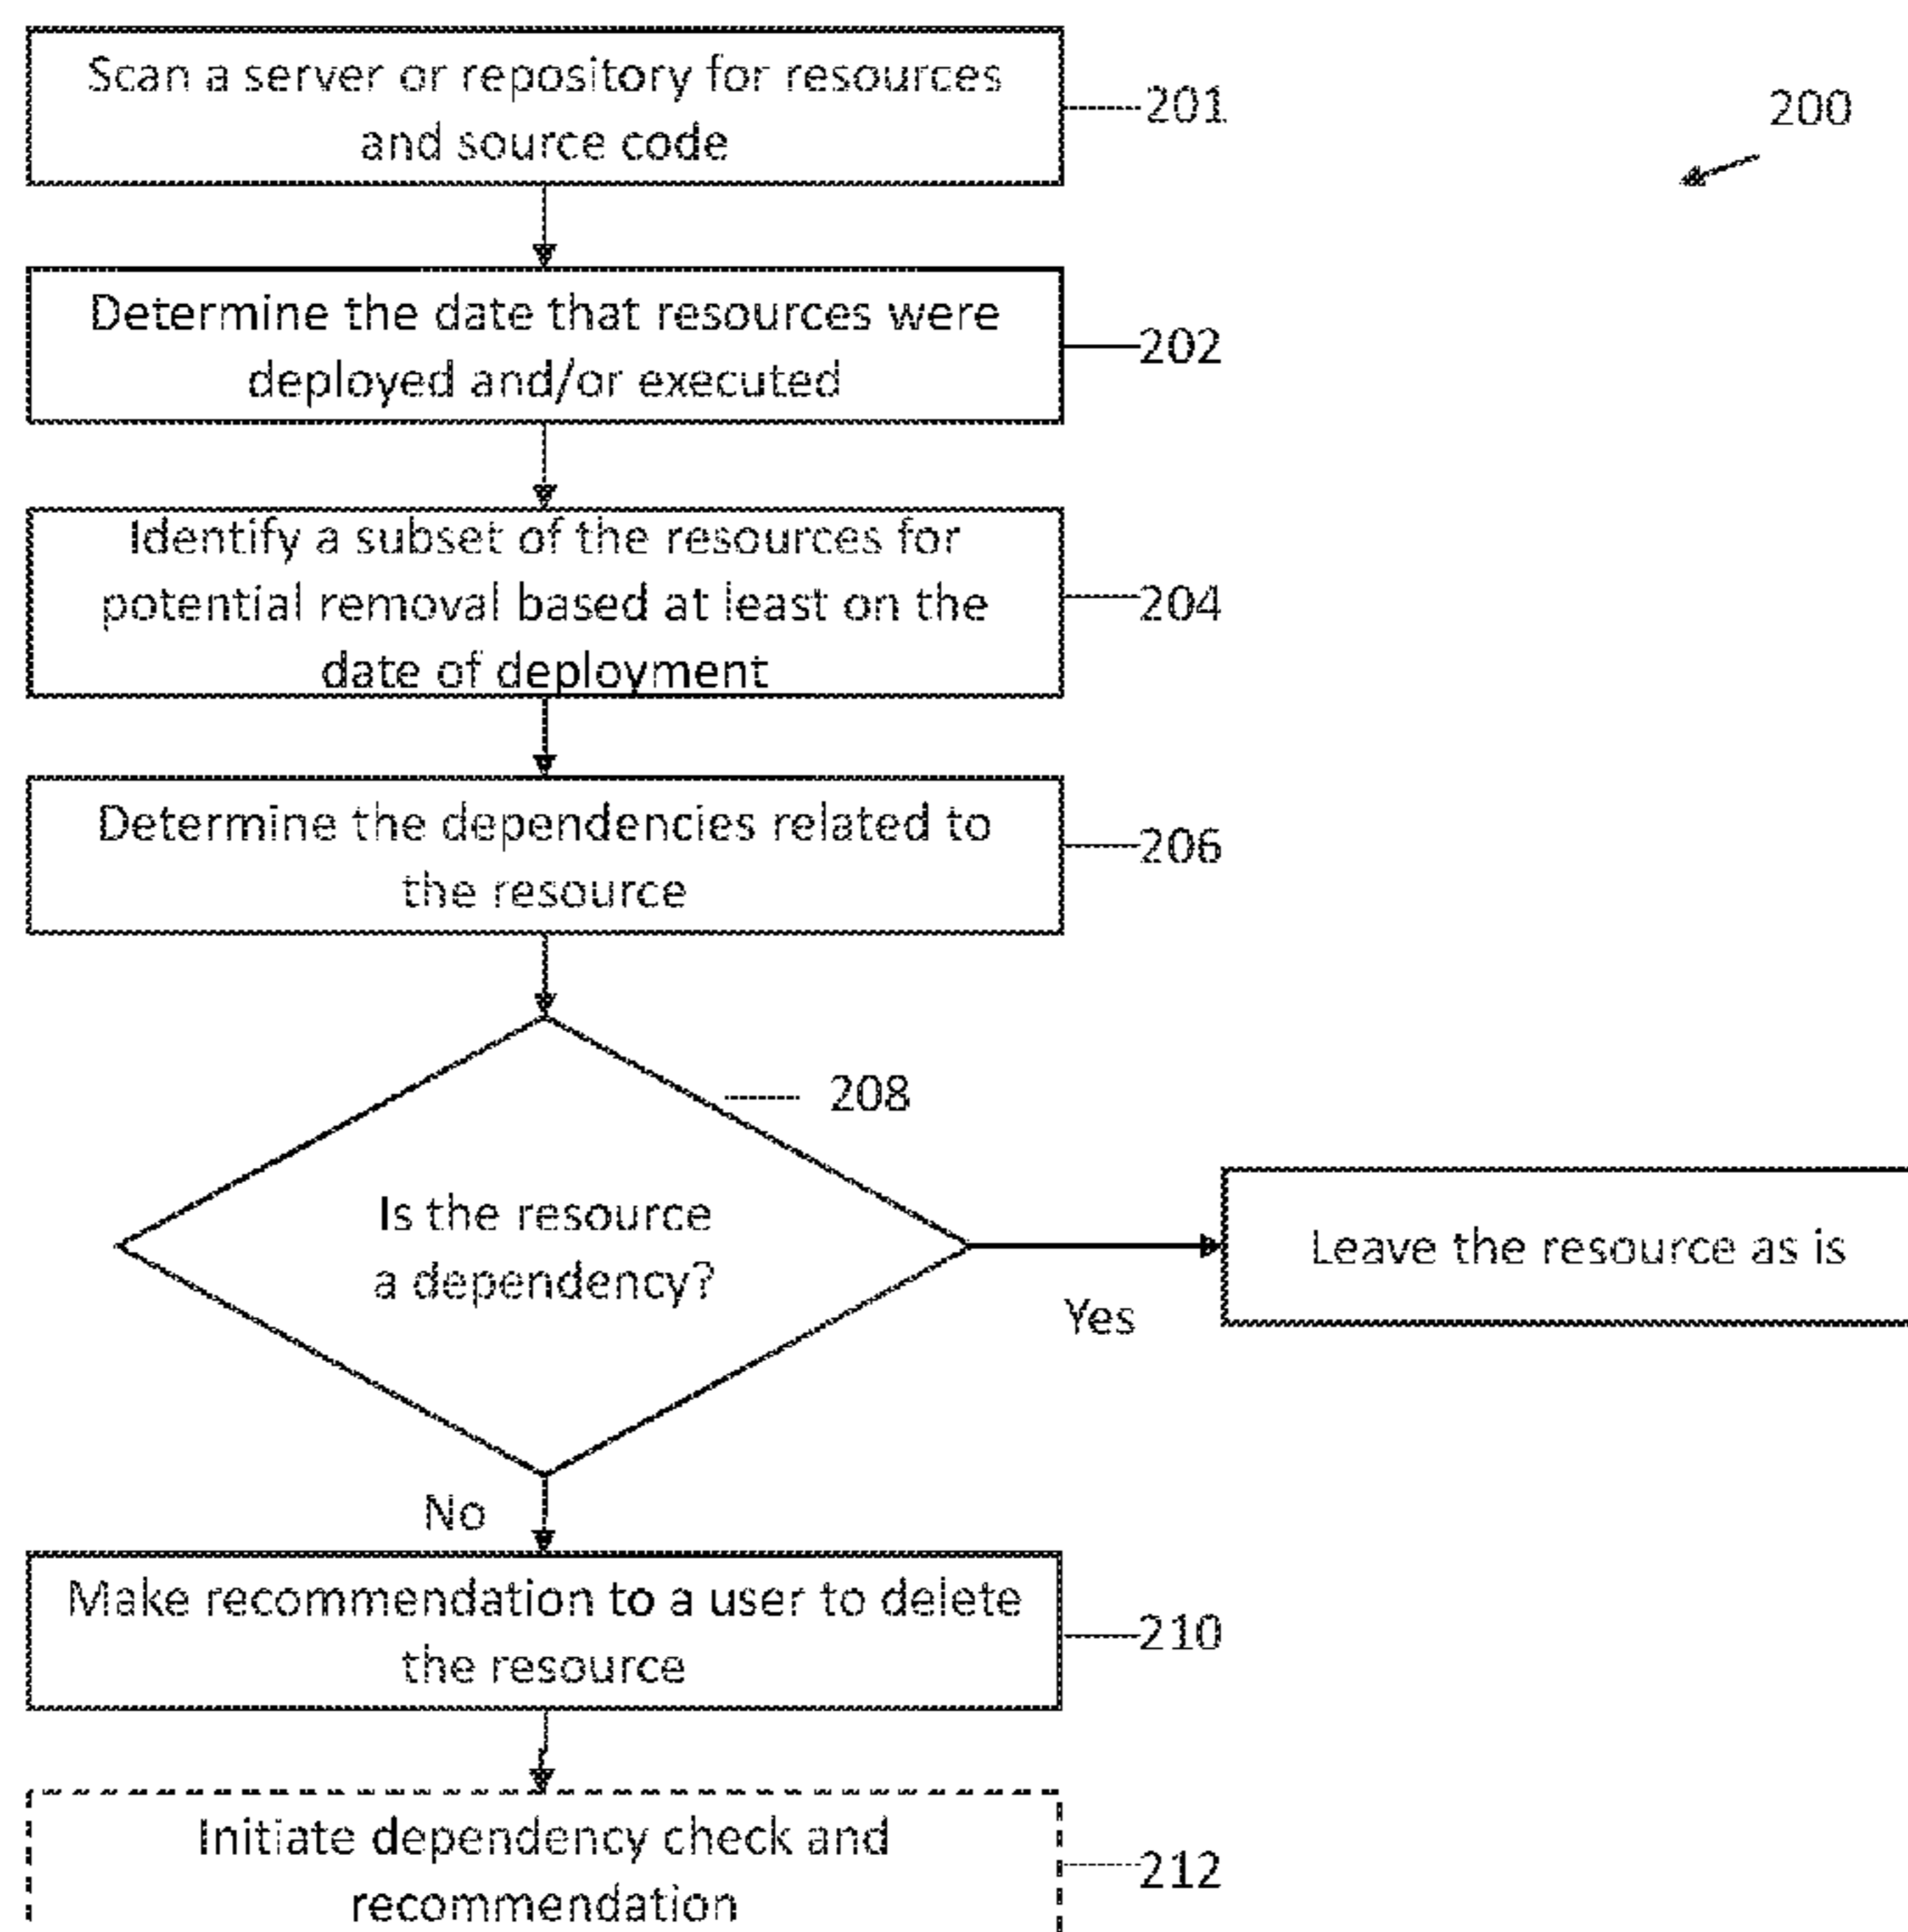 Scan a server or repository for resources
and source code
201
200
Determine the date that resources were
deployed and/or executed
202
Identify a subset of the resources for
potential removal based at least on the
date of deployment
204
Determine the dependencies related to
the resource
206
208
Is the resource
a dependency?
Yes
Leave the resource as is
No
Make recommendation to a user to delete
the resource
210
Initiate dependency check and
recommendation
212